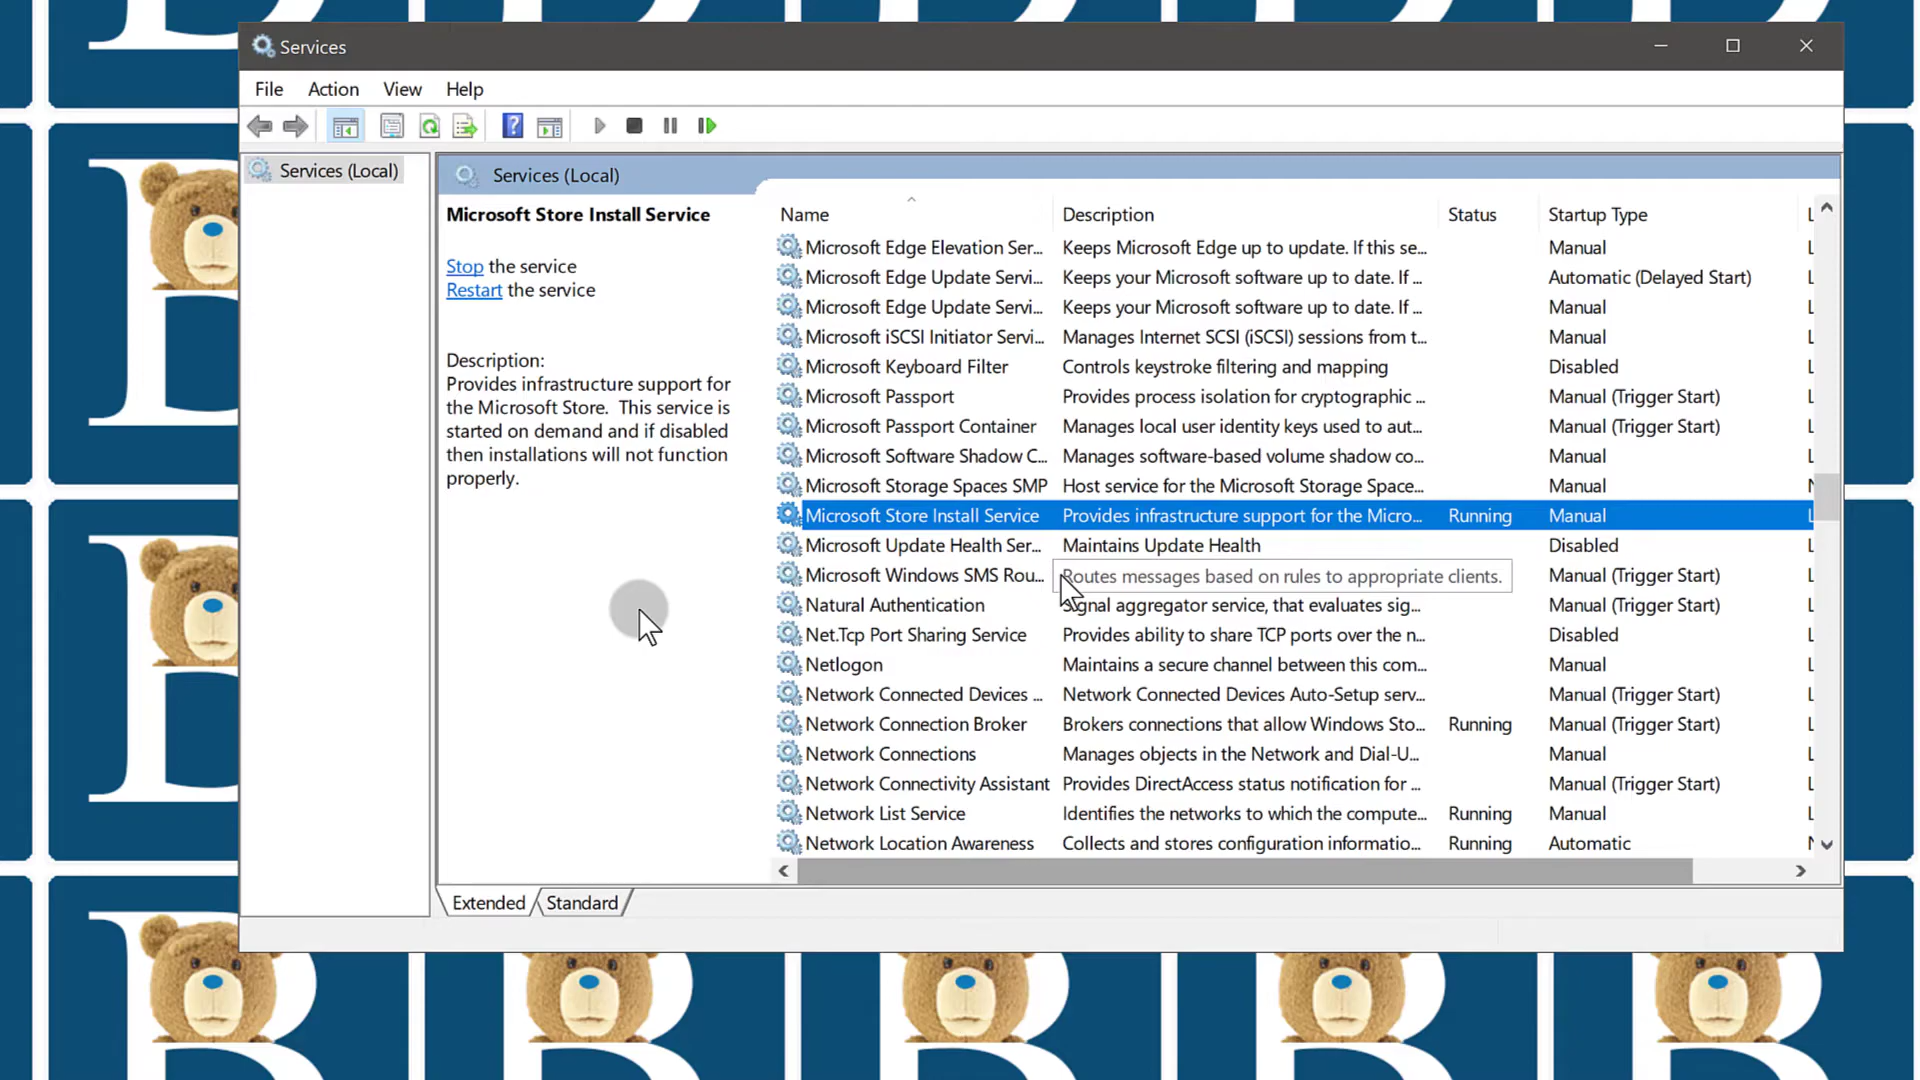 Services
File Action View Help
Services (Local)
Services (Local)
Microsoft Store Install Service
Stop the service
Restart the service
Description:
Provides infrastructure support for
the Microsoft Store. This service is
started on demand and if disabled
then installations will not function
properly.
Name Description Status Startup Type L
Microsoft Edge Elevation Ser... Keeps Microsoft Edge up to update. If this se... Manual L
Microsoft Edge Update Servi... Keeps your Microsoft software up to date. If ... Automatic (Delayed Start) L
Microsoft Edge Update Servi... Keeps your Microsoft software up to date. If ... Manual L
Microsoft iSCSI Initiator Servi... Manages Internet SCSI (iSCSI) sessions from t... Manual L
Microsoft Keyboard Filter Controls keystroke filtering and mapping Disabled L
Microsoft Passport Provides process isolation for cryptographic ... Manual (Trigger Start) L
Microsoft Passport Container Manages local user identity keys used to aut... Manual (Trigger Start) L
Microsoft Software Shadow C... Manages software-based volume shadow co... Manual L
Microsoft Storage Spaces SMP Host service for the Microsoft Storage Space... Manual N
Microsoft Store Install Service Provides infrastructure support for the Micro... Running Manual L
Microsoft Update Health Ser... Maintains Update Health Disabled L
Microsoft Windows SMS Rou... Routes messages based on rules to appropriate clients. Manual (Trigger Start) L
Natural Authentication Signal aggregator service, that evaluates sig... Manual (Trigger Start) L
Net.Tcp Port Sharing Service Provides ability to share TCP ports over the n... Disabled L
Netlogon Maintains a secure channel between this com... Manual L
Network Connected Devices ... Network Connected Devices Auto-Setup serv... Manual (Trigger Start) L
Network Connection Broker Brokers connections that allow Windows Sto... Running Manual (Trigger Start) L
Network Connections Manages objects in the Network and Dial-U... Manual L
Network Connectivity Assistant Provides DirectAccess status notification for ... Manual (Trigger Start) L
Network List Service Identifies the networks to which the compute... Running Manual L
Network Location Awareness Collects and stores configuration informatio... Running Automatic N
Extended Standard